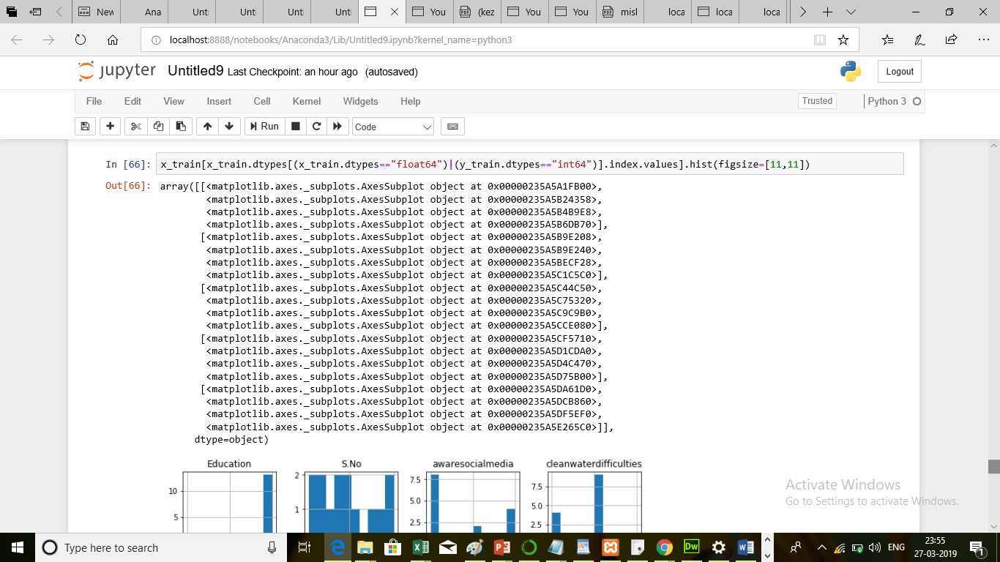 New
Ana
Unti
Unti
Unti
Unti
You
(kez
You
You
misl
loca
loca
loca
localhost:8888/notebooks/Anaconda3/Lib/Untitled9.ipynb?kernel_name=python3
jupyter Untitled9 Last Checkpoint: an hour ago (autosaved)
Logout
File Edit View Insert Cell Kernel Widgets Help
Trusted
Python 3
Run
Code
In [66]: x_train[x_train.dtypes[(x_train.dtypes=="float64")|(y_train.dtypes=="int64")].index.values].hist(figsize=[11,11])
Out[66]: array([[<matplotlib.axes._subplots.AxesSubplot object at 0x00000235A5A1FB00>,
<matplotlib.axes._subplots.AxesSubplot object at 0x00000235A5B24358>,
<matplotlib.axes._subplots.AxesSubplot object at 0x00000235A5B4B9E8>,
<matplotlib.axes._subplots.AxesSubplot object at 0x00000235A5B6DB70>],
[<matplotlib.axes._subplots.AxesSubplot object at 0x00000235A5B9E208>,
<matplotlib.axes._subplots.AxesSubplot object at 0x00000235A5B9E240>,
<matplotlib.axes._subplots.AxesSubplot object at 0x00000235A5BECF28>,
<matplotlib.axes._subplots.AxesSubplot object at 0x00000235A5C1C5C0>],
[<matplotlib.axes._subplots.AxesSubplot object at 0x00000235A5C44C50>,
<matplotlib.axes._subplots.AxesSubplot object at 0x00000235A5C75320>,
<matplotlib.axes._subplots.AxesSubplot object at 0x00000235A5C9C9B0>,
<matplotlib.axes._subplots.AxesSubplot object at 0x00000235A5CCE080>],
[<matplotlib.axes._subplots.AxesSubplot object at 0x00000235A5CF5710>,
<matplotlib.axes._subplots.AxesSubplot object at 0x00000235A5D1CDA0>,
<matplotlib.axes._subplots.AxesSubplot object at 0x00000235A5D4C470>,
<matplotlib.axes._subplots.AxesSubplot object at 0x00000235A5D75B00>],
[<matplotlib.axes._subplots.AxesSubplot object at 0x00000235A5DA61D0>,
<matplotlib.axes._subplots.AxesSubplot object at 0x00000235A5DCB860>,
<matplotlib.axes._subplots.AxesSubplot object at 0x00000235A5DF5EF0>,
<matplotlib.axes._subplots.AxesSubplot object at 0x00000235A5E265C0>]],
dtype=object)
Education S.No awaresocialmedia cleanwaterdifficulties
10
5
2
1
7.5
5.0
2.5
7.5
5.0
2.5
Activate Windows
Go to Settings to activate Windows.
Type here to search
Dw
ENG
23:55
27-03-2019
1